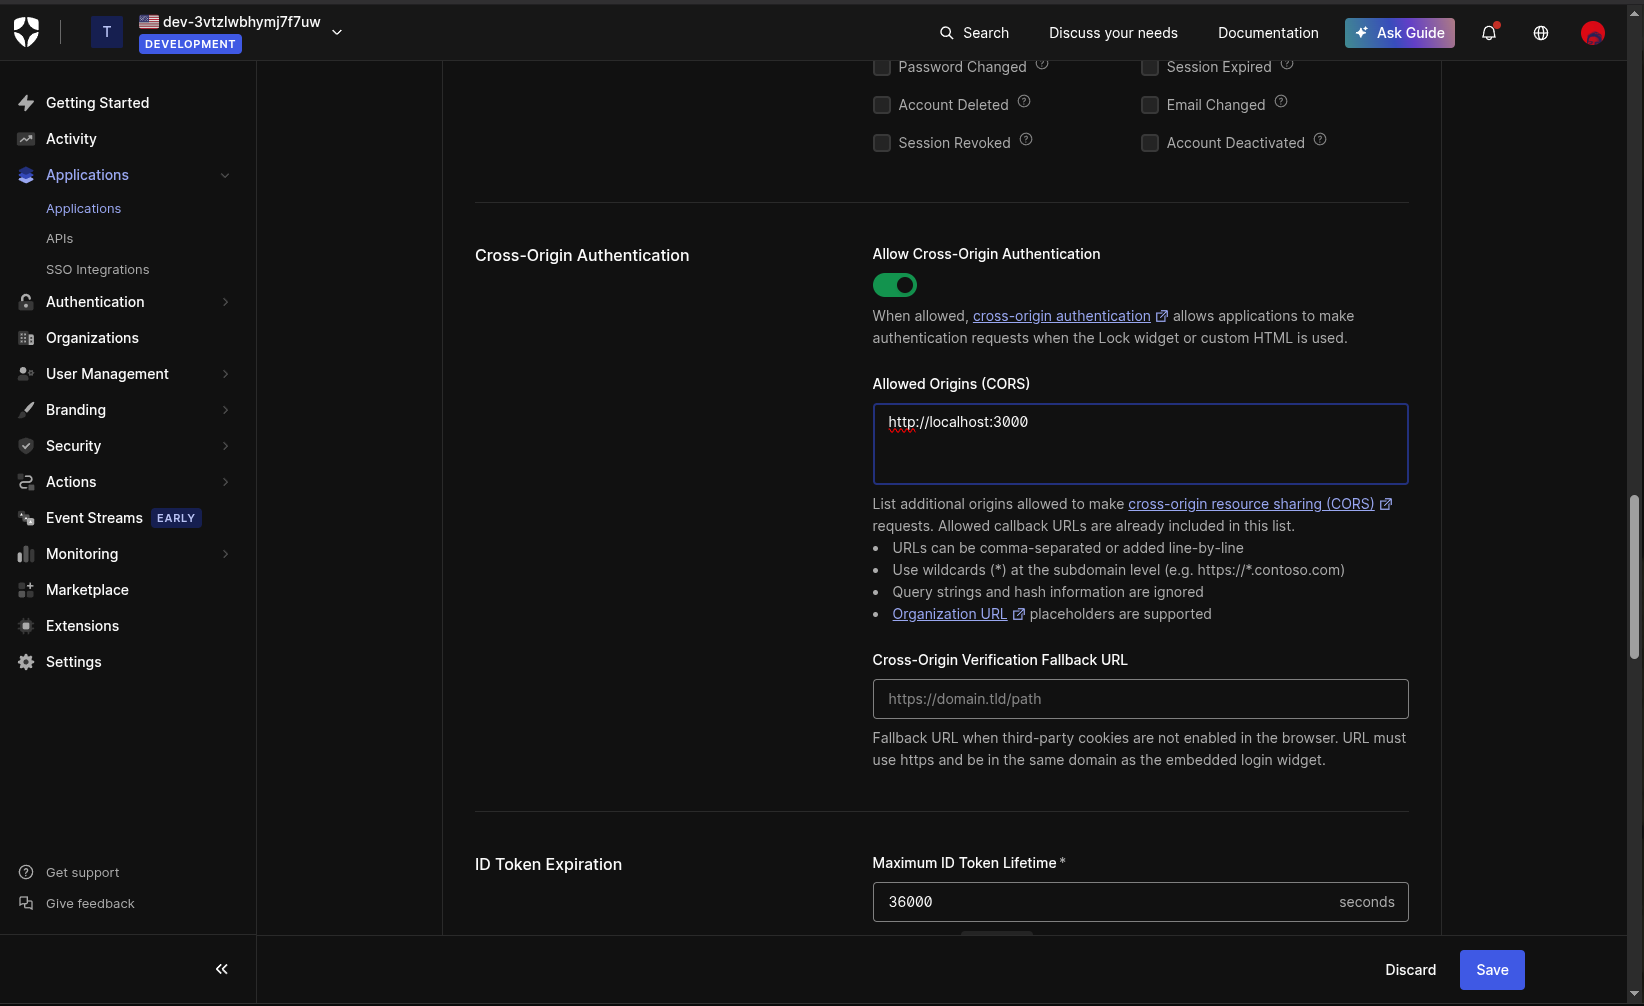 T
dev-3vtzlwbhymj7f7uw
DEVELOPMENT
Search
Discuss your needs
Documentation
Ask Guide
Getting Started
Activity
Applications
Applications
APIs
SSO Integrations
Authentication
Organizations
User Management
Branding
Security
Actions
Event Streams EARLY
Monitoring
Marketplace
Extensions
Settings
Get support
Give feedback
Password Changed
Session Expired
Account Deleted
Email Changed
Session Revoked
Account Deactivated
Cross-Origin Authentication
Allow Cross-Origin Authentication
When allowed, cross-origin authentication allows applications to make
authentication requests when the Lock widget or custom HTML is used.
Allowed Origins (CORS)
http://localhost:3000
List additional origins allowed to make cross-origin resource sharing (CORS)
requests. Allowed callback URLs are already included in this list.
• URLs can be comma-separated or added line-by-line
• Use wildcards (*) at the subdomain level (e.g. https://*.contoso.com)
• Query strings and hash information are ignored
• Organization URL placeholders are supported
Cross-Origin Verification Fallback URL
https://domain.tld/path
Fallback URL when third-party cookies are not enabled in the browser. URL must
use https and be in the same domain as the embedded login widget.
ID Token Expiration
Maximum ID Token Lifetime *
36000 seconds
Discard
Save